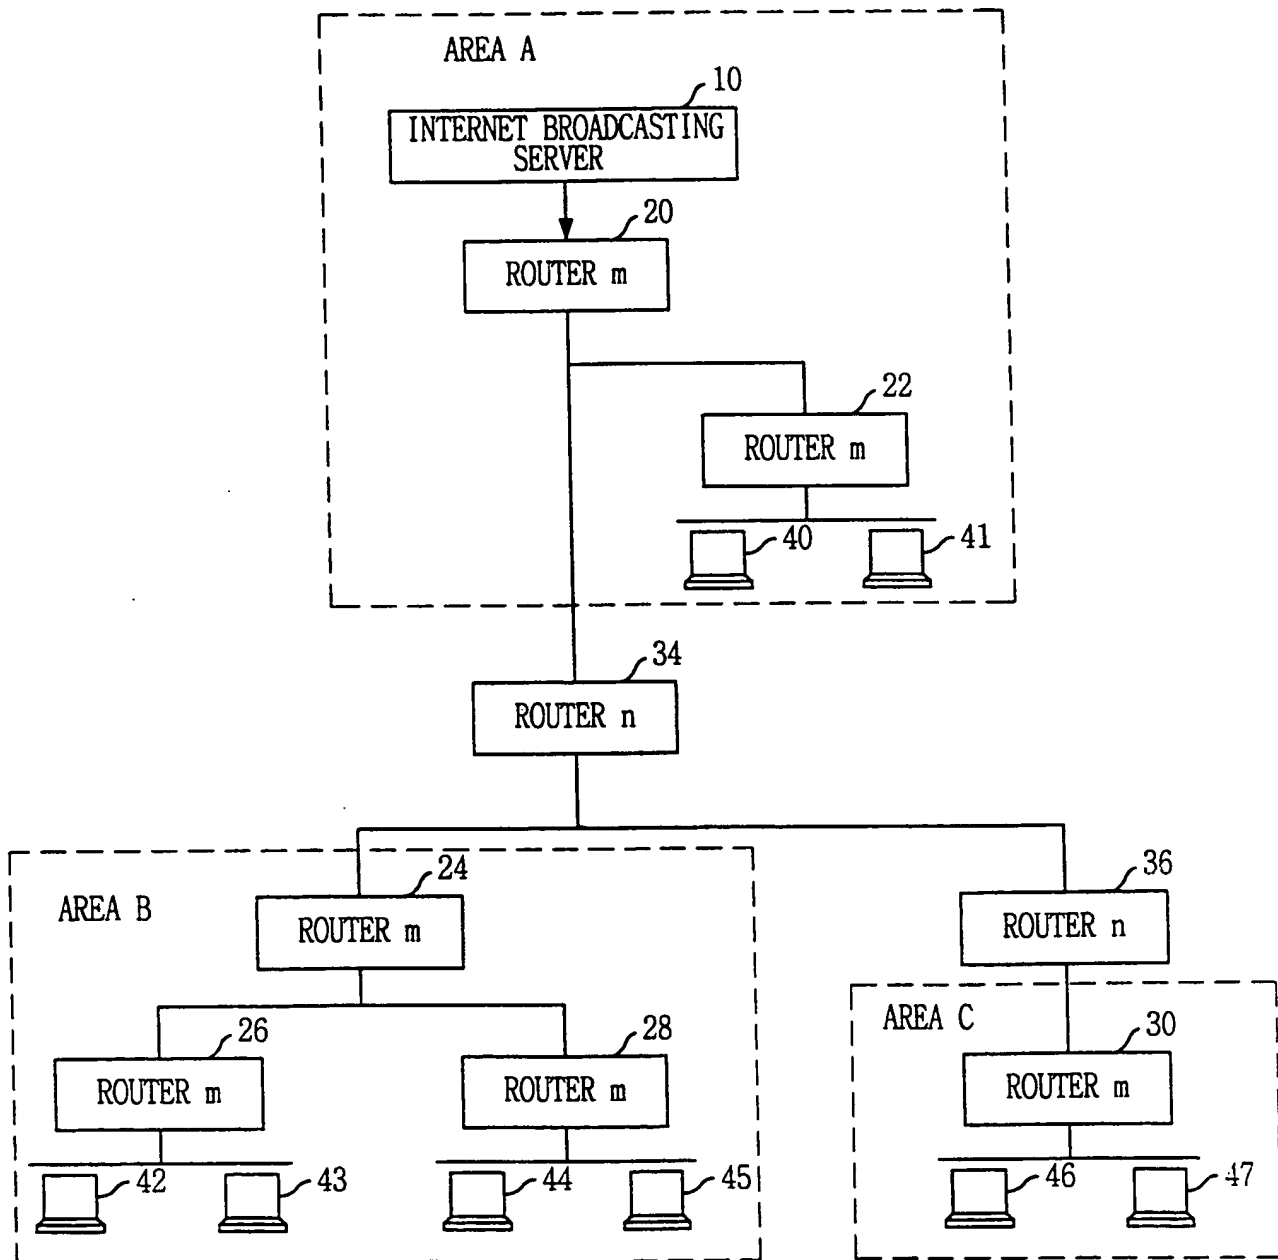 AREA A
10
INTERNET BROADCASTING
SERVER
20
ROUTER m
22
ROUTER m
40
41
34
ROUTER n
AREA B
24
ROUTER m
36
ROUTER n
26
ROUTER m
28
ROUTER m
AREA C
30
ROUTER m
42
43
44
45
46
47